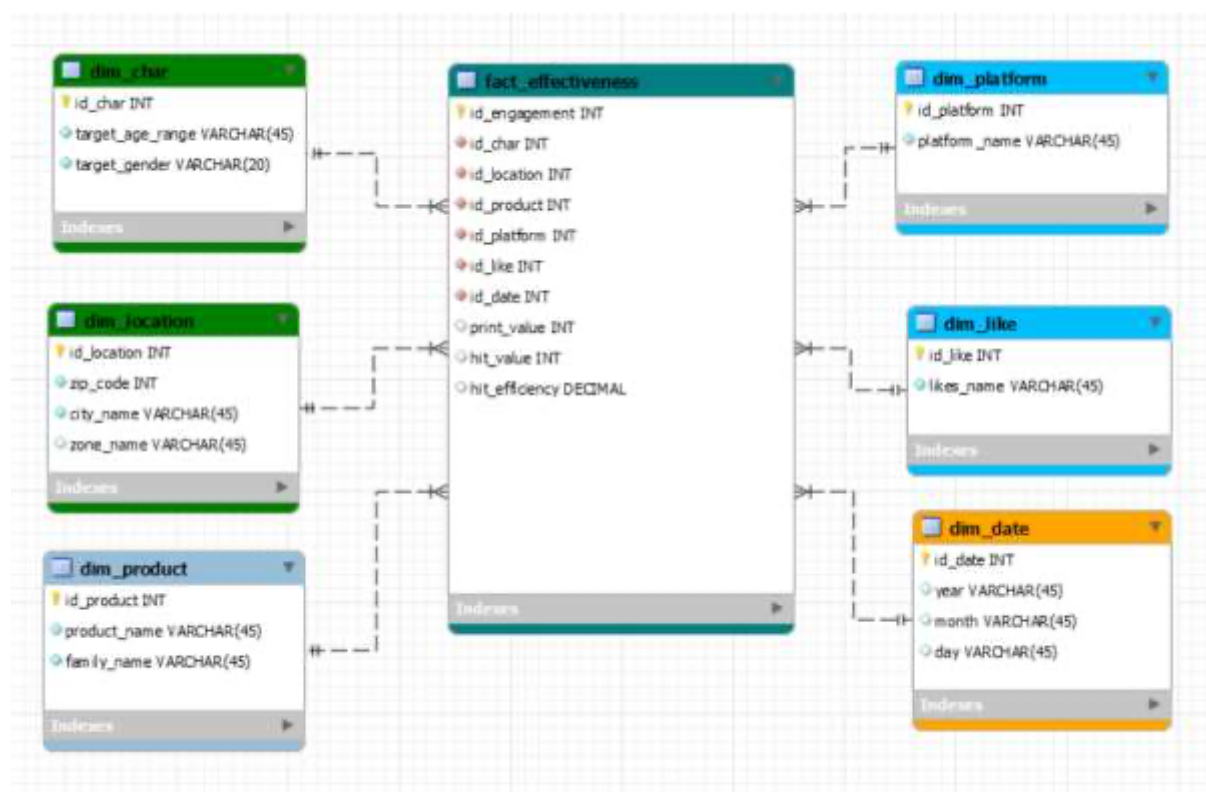 dim_char
id_char INT
target_age_range VARCHAR(45)
target_gender VARCHAR(20)
Indexes
dim_location
id_location INT
zip_code INT
city_name VARCHAR(45)
zone_name VARCHAR(45)
Indexes
dim_product
id_product INT
product_name VARCHAR(45)
family_name VARCHAR(45)
Indexes
fact_effectiveness
id_engagement INT
id_char INT
id_location INT
id_product INT
id_platform INT
id_like INT
id_date INT
print_value INT
hit_value INT
hit_efficiency DECIMAL
Indexes
dim_platform
id_platform INT
platform _name VARCHAR(45)
Indexes
dim_like
id_like INT
likes_name VARCHAR(45)
Indexes
dim_date
id_date INT
year VARCHAR(45)
month VARCHAR(45)
day VARCHAR(45)
Indexes